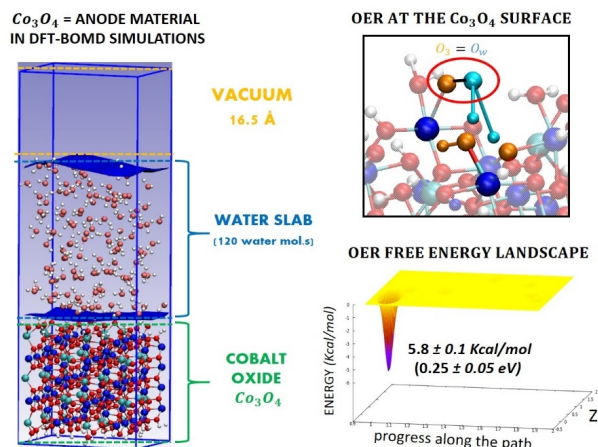 Co₃O₄ = ANODE MATERIAL
IN DFT-BOMD SIMULATIONS
VACUUM
16.5 Å
WATER SLAB
(120 water mol.s)
COBALT
OXIDE
Co₃O₄
OER AT THE Co₃O₄ SURFACE
O₃ = O_w
OER FREE ENERGY LANDSCAPE
ENERGY (Kcal/mol)
5.8 ± 0.1 Kcal/mol
(0.25 ± 0.05 eV)
Z
progress along the path